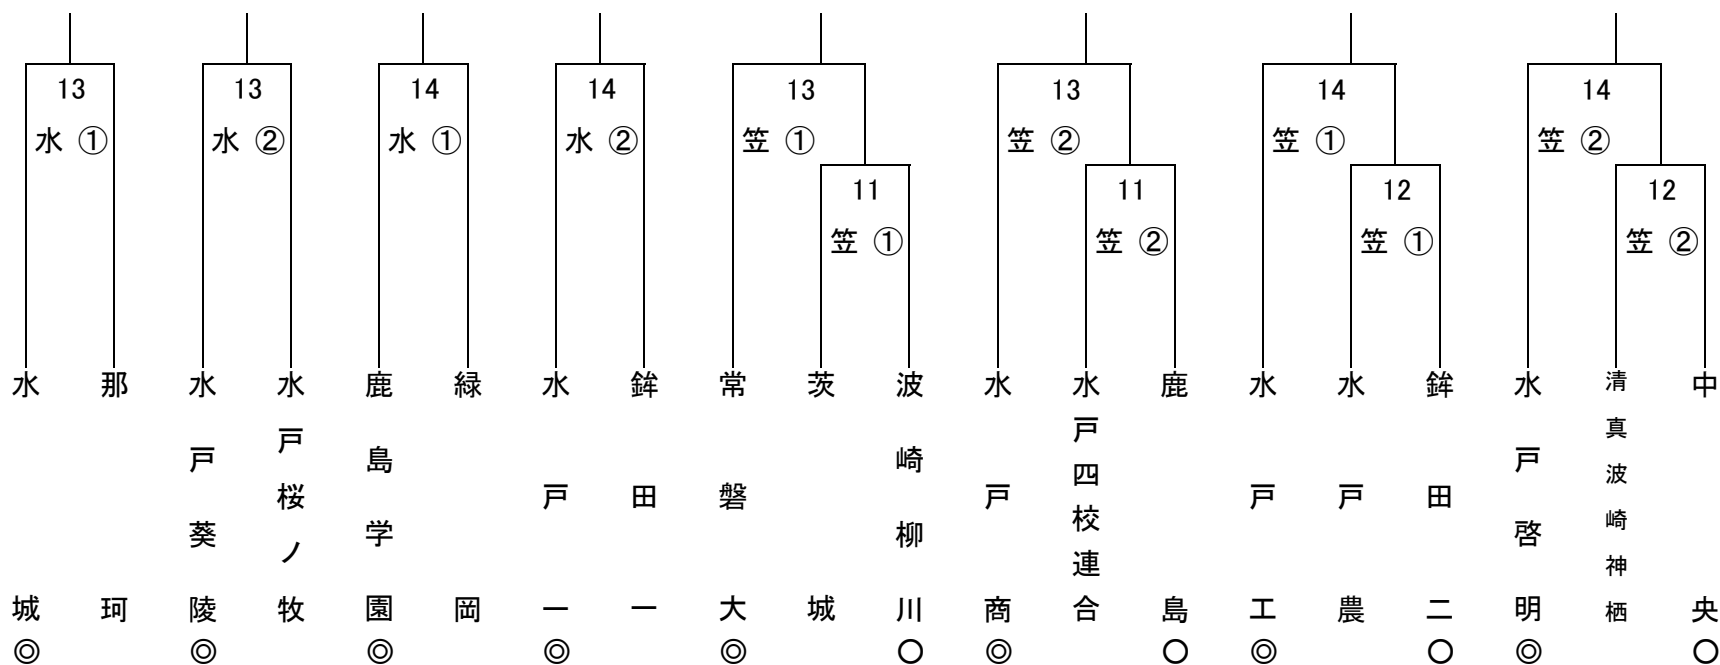 13 13 14 14 13 13 14 14
水 ① 水 ② 水 ① 水 ② 笠 ① 笠 ② 笠 ① 笠 ②
11 11 12 12
笠 ① 笠 ② 笠 ① 笠 ②
水城
那珂
水戸葵陵
水戸桜ノ牧
鹿島学園
緑岡
水戸一
鉾田一
常磐大
茨城
波崎柳川
水戸商
水戸四校連合
鹿島
水戸工
水戸農
鉾田二
水戸啓明
清真波崎神栖
中央
◎ ◎ ◎ ◎ ◎ ○ ◎ ○ ◎ ○ ◎ ○